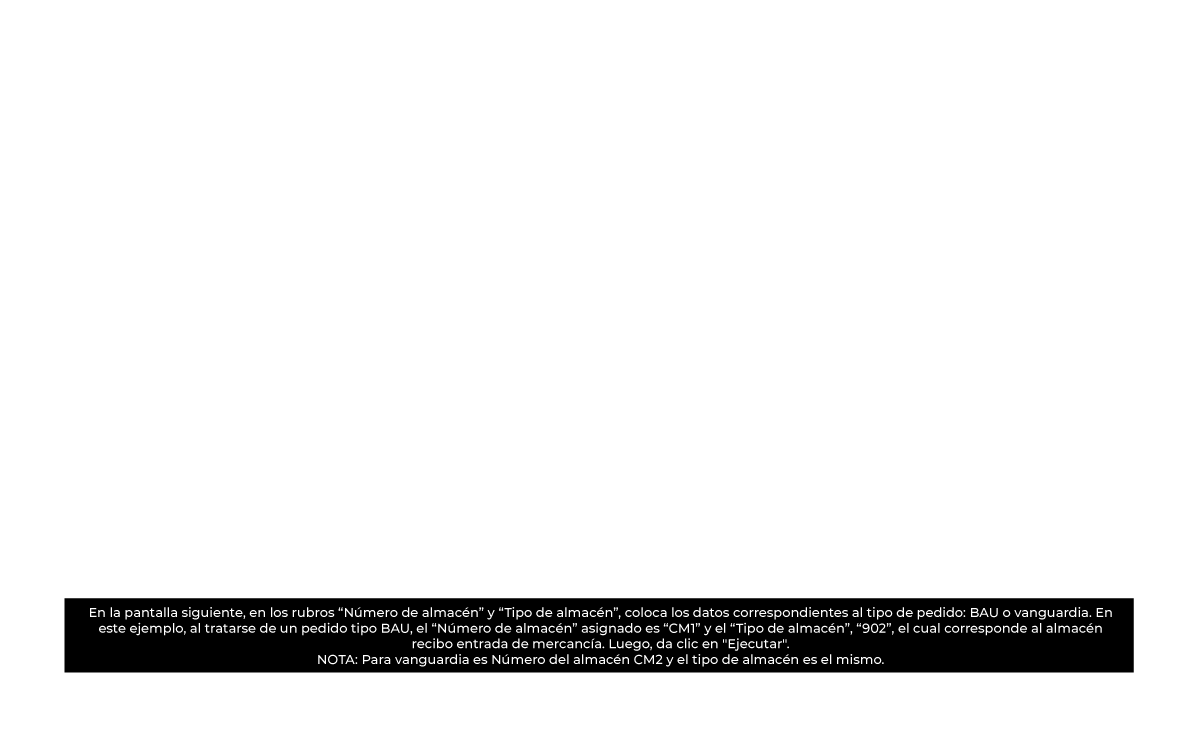 En la pantalla siguiente, en los rubros “Número de almacén” y “Tipo de almacén”, coloca los datos correspondientes al tipo de pedido: BAU o vanguardia. En
este ejemplo, al tratarse de un pedido tipo BAU, el “Número de almacén” asignado es “CM1” y el “Tipo de almacén”, “902”, el cual corresponde al almacén
recibo entrada de mercancía. Luego, da clic en "Ejecutar".
NOTA: Para vanguardia es Número del almacén CM2 y el tipo de almacén es el mismo.